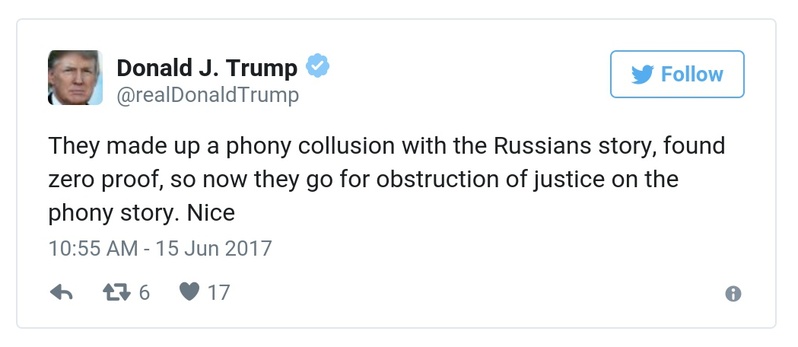 Donald J. Trump
@realDonaldTrump
Follow
They made up a phony collusion with the Russians story, found
zero proof, so now they go for obstruction of justice on the
phony story. Nice
10:55 AM - 15 Jun 2017
6 17